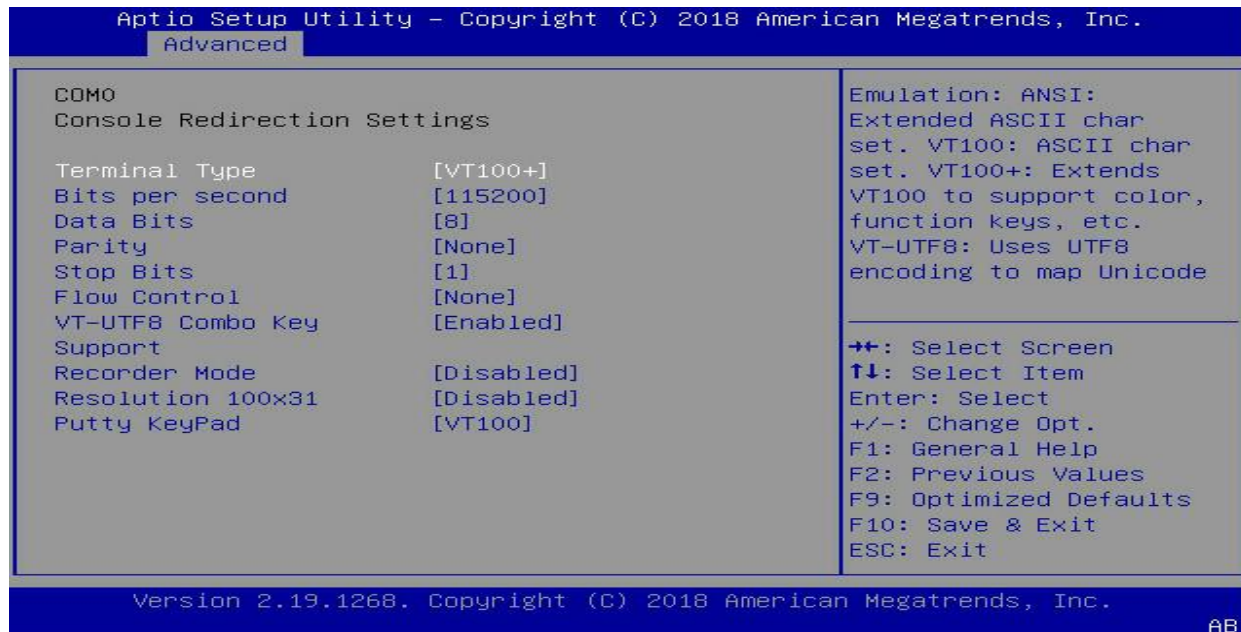 Aptio Setup Utility – Copyright (C) 2018 American Megatrends, Inc.
Advanced
COM0
Console Redirection Settings
Terminal Type [VT100+]
Bits per second [115200]
Data Bits [8]
Parity [None]
Stop Bits [1]
Flow Control [None]
VT-UTF8 Combo Key [Enabled]
Support
Recorder Mode [Disabled]
Resolution 100x31 [Disabled]
Putty KeyPad [VT100]
Emulation: ANSI:
Extended ASCII char
set. VT100: ASCII char
set. VT100+: Extends
VT100 to support color,
function keys, etc.
VT-UTF8: Uses UTF8
encoding to map Unicode
→←: Select Screen
↑↓: Select Item
Enter: Select
+/-: Change Opt.
F1: General Help
F2: Previous Values
F9: Optimized Defaults
F10: Save & Exit
ESC: Exit
Version 2.19.1268. Copyright (C) 2018 American Megatrends, Inc.
AB